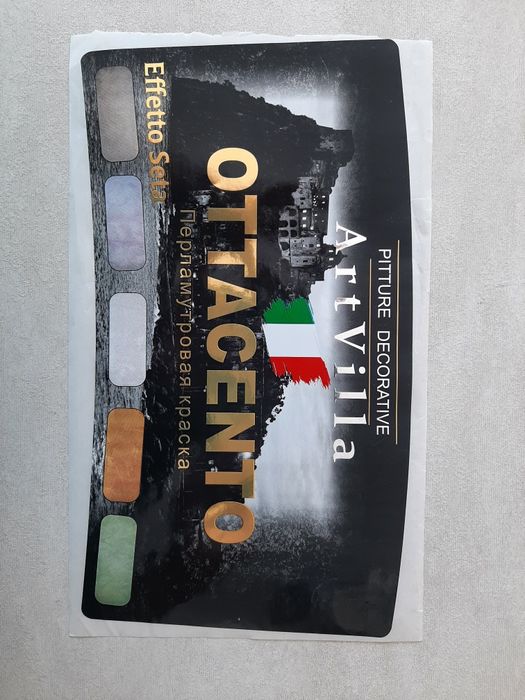 PITTURE DECORATIVE
ArtVilla
OTTACENTO
Перламутровая краска
Effetto Seta